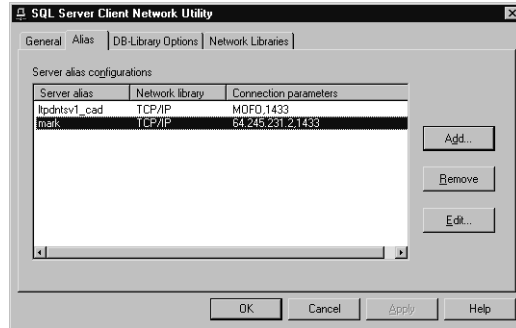 SQL Server Client Network Utility
General Alias DB-Library Options Network Libraries
Server alias configurations
Server alias Network library Connection parameters
ltpdntsv1_cad TCP/IP MOFO,1433
mark TCP/IP 64.245.231.2,1433
Add...
Remove
Edit...
OK Cancel Apply Help